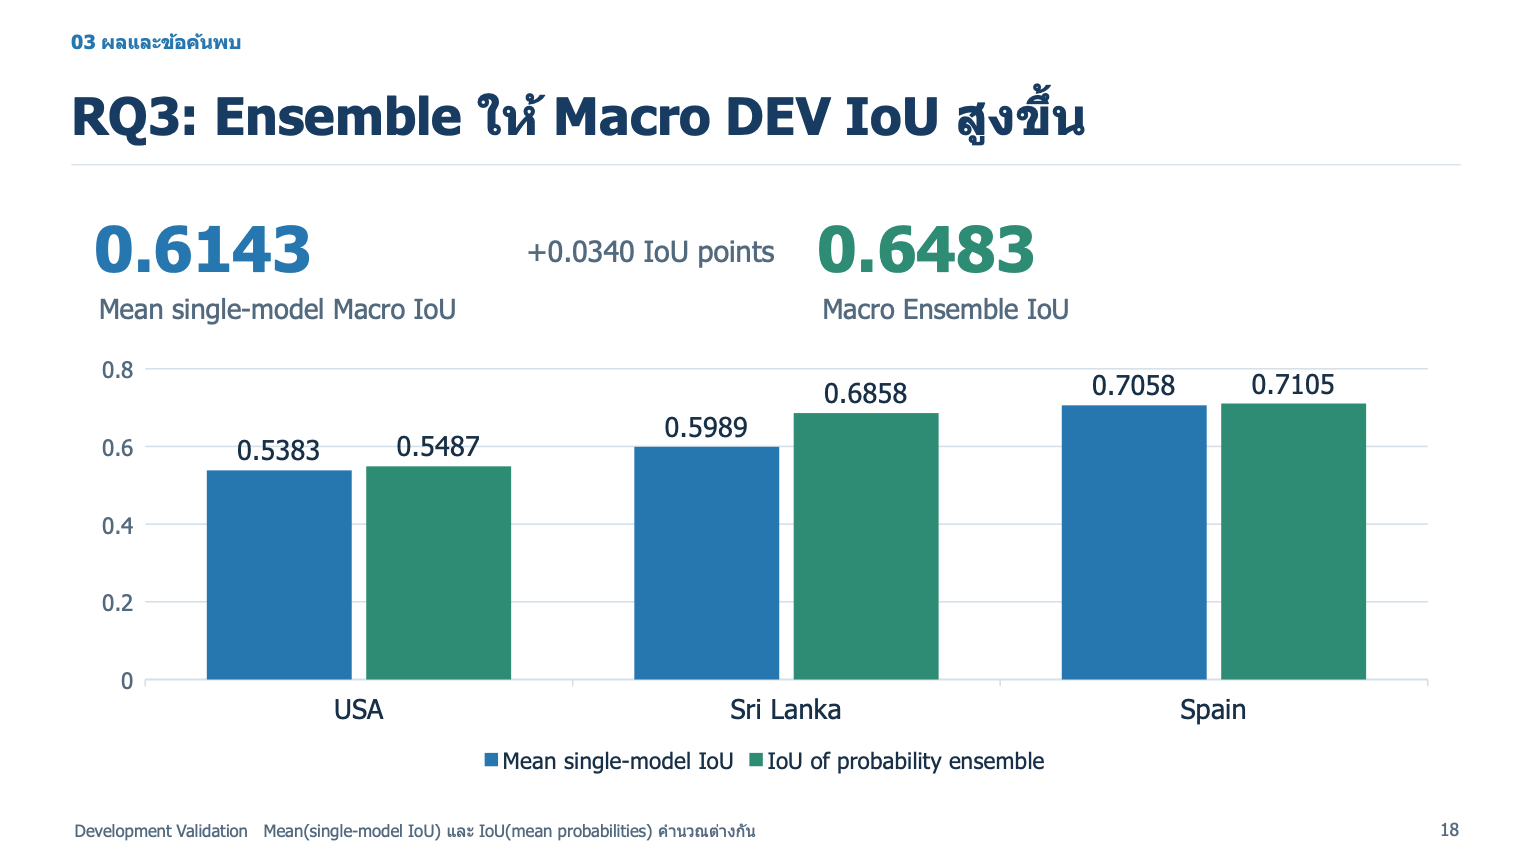 03 ผลและข้อค้นพบ
RQ3: Ensemble ให้ Macro DEV IoU สูงขึ้น
0.6143
+0.0340 IoU points
0.6483
Mean single-model Macro IoU
Macro Ensemble IoU
0.8
0.6
0.4
0.2
0
0.5383
0.5487
0.5989
0.6858
0.7058
0.7105
USA
Sri Lanka
Spain
Mean single-model IoU
IoU of probability ensemble
Development Validation Mean(single-model IoU) และ IoU(mean probabilities) คำนวณต่างกัน
18